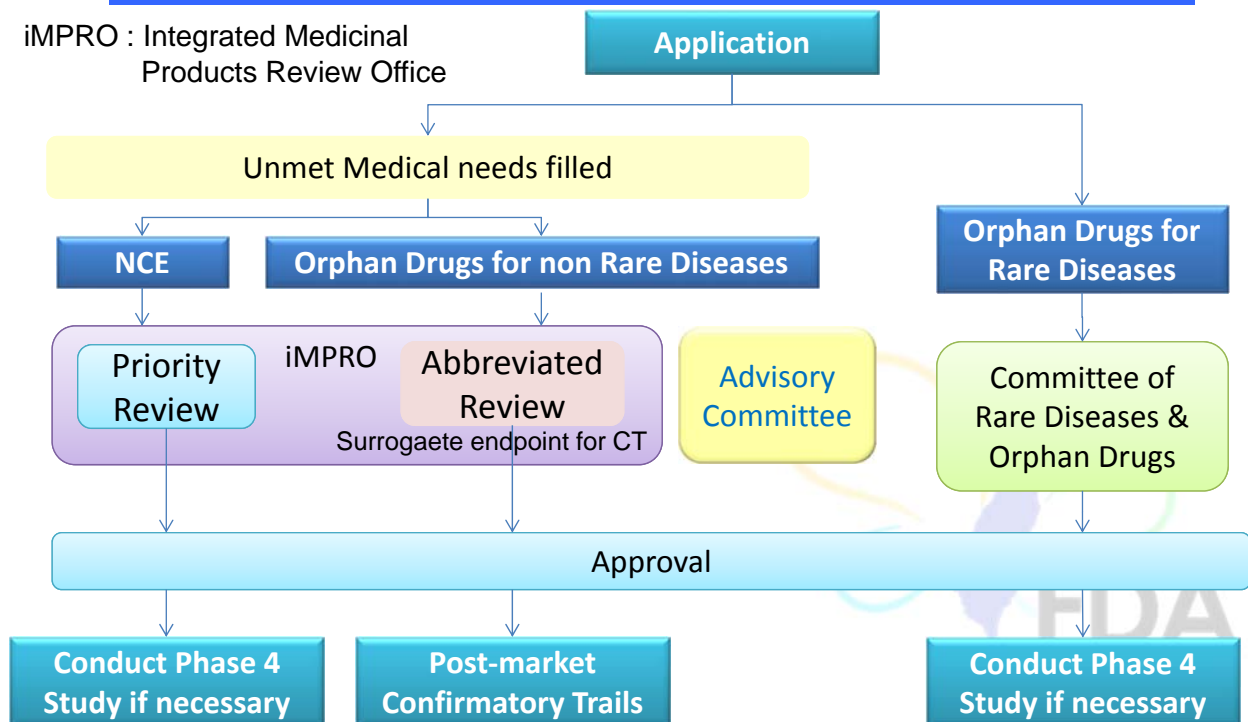 iMPRO : Integrated Medicinal
Products Review Office
Application
Unmet Medical needs filled
NCE
Orphan Drugs for non Rare Diseases
Orphan Drugs for
Rare Diseases
Priority
Review
iMPRO
Abbreviated
Review
Surrogaete endpoint for CT
Advisory
Committee
Committee of
Rare Diseases &
Orphan Drugs
Approval
FDA
Conduct Phase 4
Study if necessary
Post-market
Confirmatory Trails
Conduct Phase 4
Study if necessary